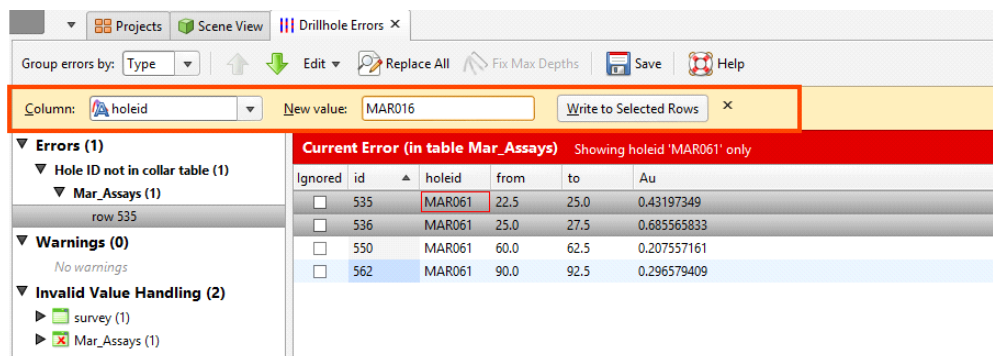 Projects Scene View Drillhole Errors ×
Group errors by: Type Edit Replace All Fix Max Depths Save Help
Column: holeid New value: MAR016 Write to Selected Rows ×
Errors (1)
Hole ID not in collar table (1)
Mar_Assays (1)
row 535
Warnings (0)
No warnings
Invalid Value Handling (2)
survey (1)
Mar_Assays (1)
Current Error (in table Mar_Assays) Showing holeid 'MAR061' only
Ignored id holeid from to Au
535 MAR061 22.5 25.0 0.43197349
536 MAR061 25.0 27.5 0.685565833
550 MAR061 60.0 62.5 0.207557161
562 MAR061 90.0 92.5 0.296579409